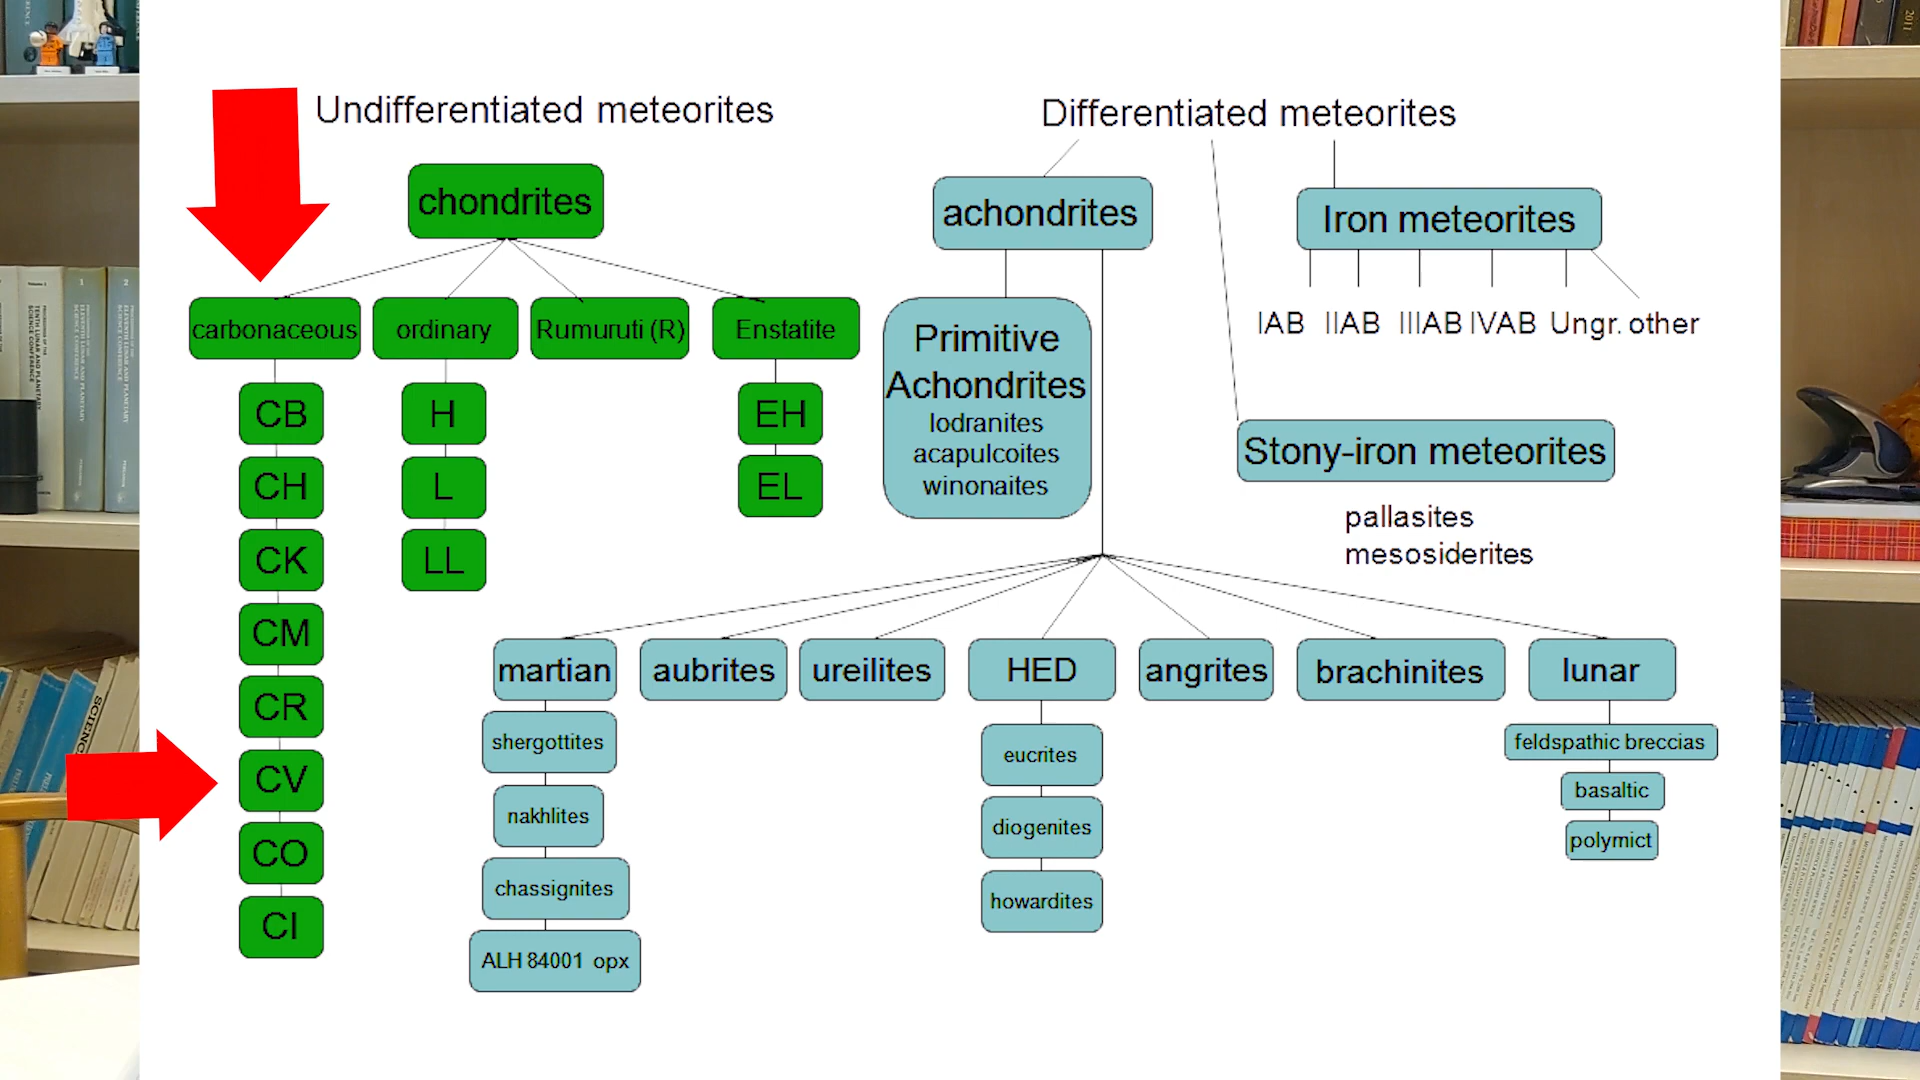 Undifferentiated meteorites
chondrites
carbonaceous
ordinary
Rumuruti (R)
Enstatite
CB
CH
CK
CM
CR
CV
CO
CI
H
L
LL
EH
EL
Differentiated meteorites
achondrites
Primitive
Achondrites
lodranites
acapulcoites
winonaites
Iron meteorites
IAB
IIAB
IIIAB
IVAB
Ungr.
other
Stony-iron meteorites
pallasites
mesosiderites
martian
shergottites
nakhlites
chassignites
ALH 84001 opx
aubrites
ureilites
HED
eucrites
diogenites
howardites
angrites
brachinites
lunar
feldspathic breccias
basaltic
polymict